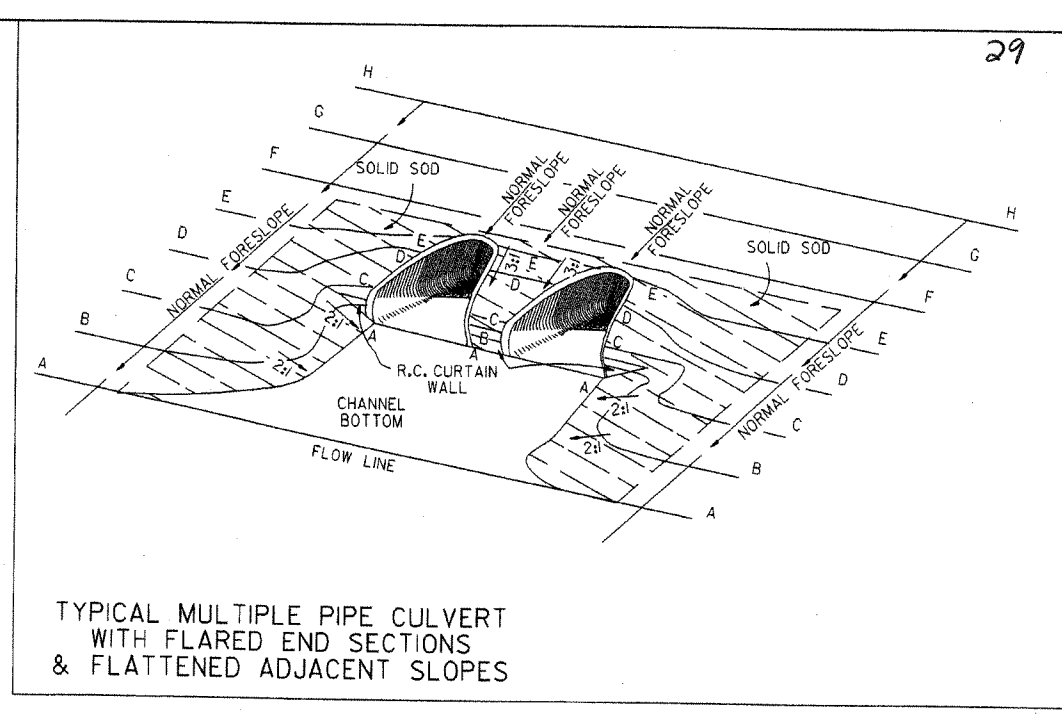 29
H
G
F
E
D
C
B
A
SOLID SOD
NORMAL FORESLOPE
NORMAL
FORESLOPE
NORMAL
FORESLOPE
NORMAL
FORESLOPE
SOLID SOD
H
G
F
E
D
C
B
A
NORMAL FORESLOPE
E
D
C
A
3:1
E
D
C
B
A
3:1
E
D
C
A
2:1
2:1
2:1
2:1
R.C. CURTAIN
WALL
CHANNEL
BOTTOM
FLOW LINE
TYPICAL MULTIPLE PIPE CULVERT
WITH FLARED END SECTIONS
& FLATTENED ADJACENT SLOPES